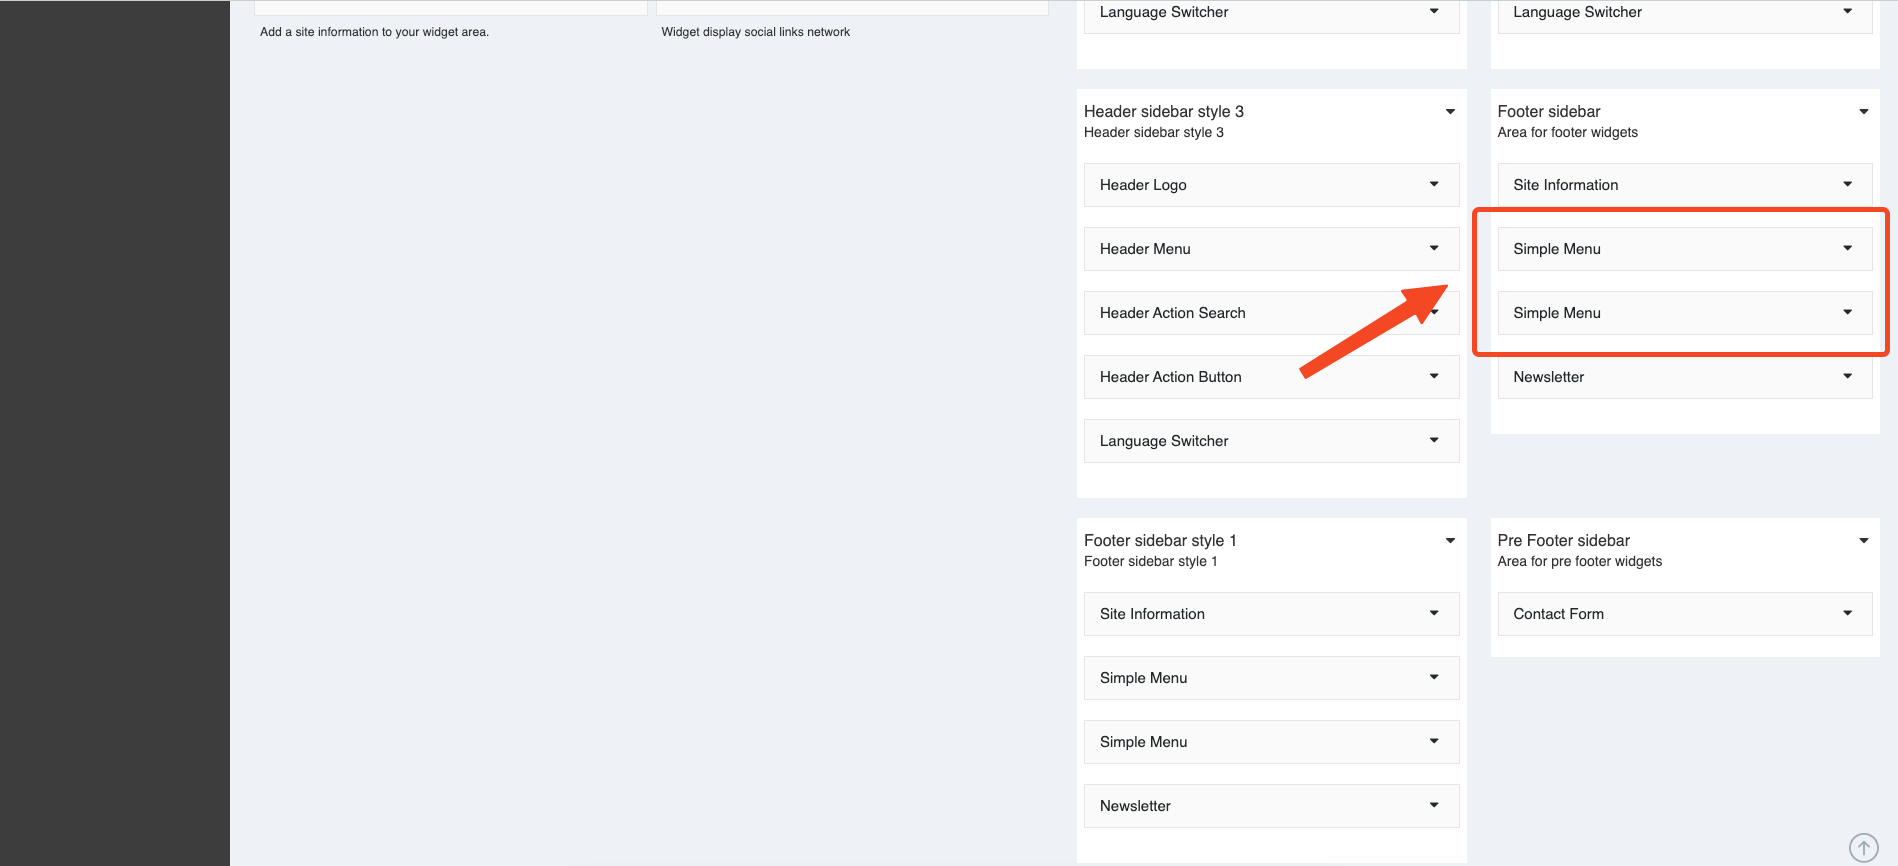 Add a site information to your widget area.
Widget display social links network
Language Switcher
Language Switcher
Header sidebar style 3
Header sidebar style 3
Header Logo
Header Menu
Header Action Search
Header Action Button
Language Switcher
Footer sidebar
Area for footer widgets
Site Information
Simple Menu
Simple Menu
Newsletter
Footer sidebar style 1
Footer sidebar style 1
Site Information
Simple Menu
Simple Menu
Newsletter
Pre Footer sidebar
Area for pre footer widgets
Contact Form